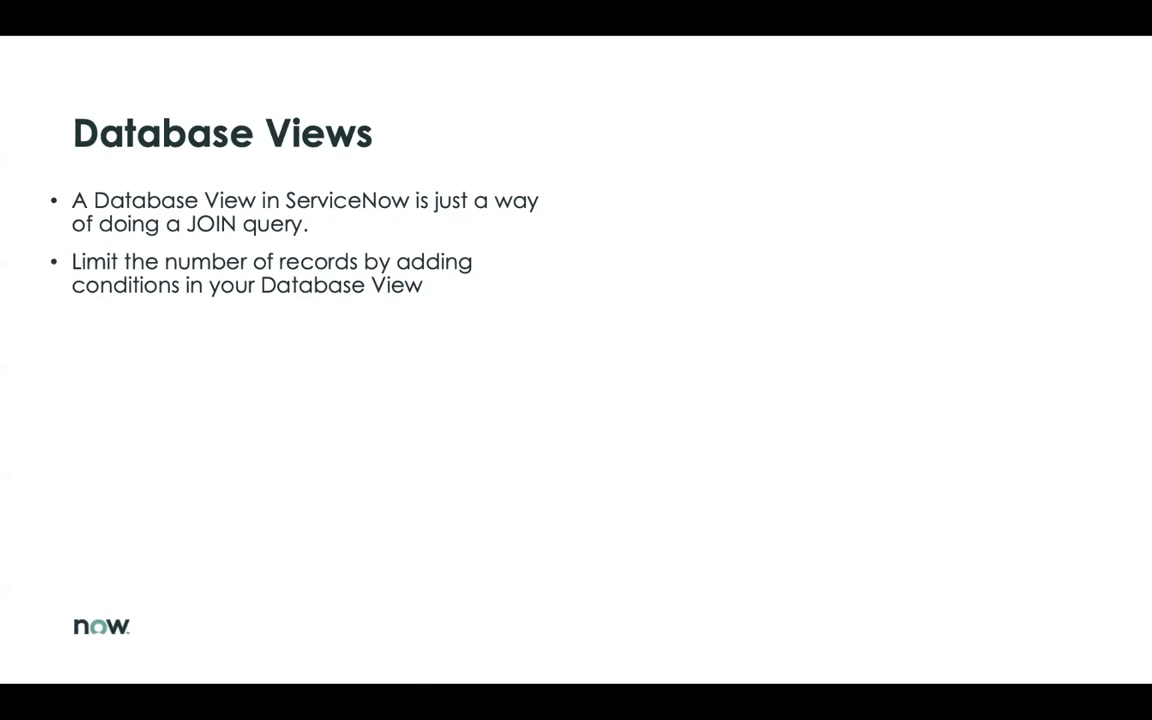 Database Views
• A Database View in ServiceNow is just a way
of doing a JOIN query.
• Limit the number of records by adding
conditions in your Database View
now.